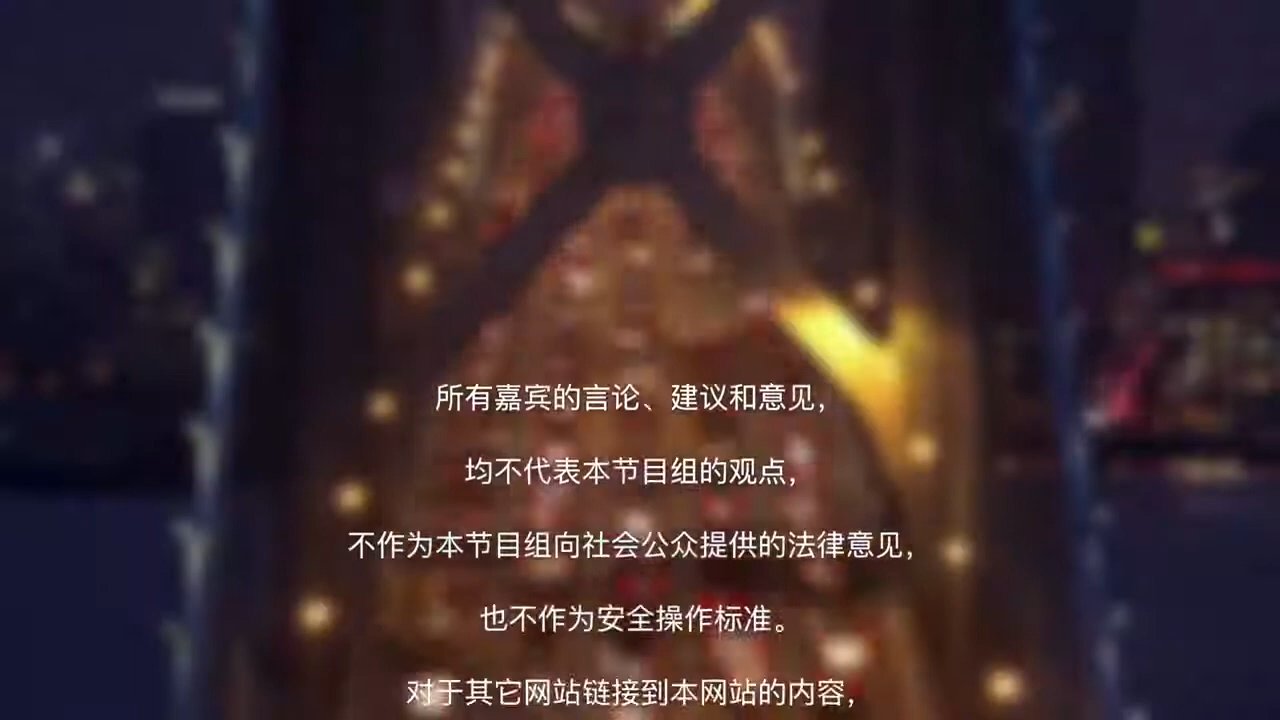 所有嘉宾的言论、建议和意见，
均不代表本节目组的观点，
不作为本节目组向社会公众提供的法律意见，
也不作为安全操作标准。
对于其它网站链接到本网站的内容，